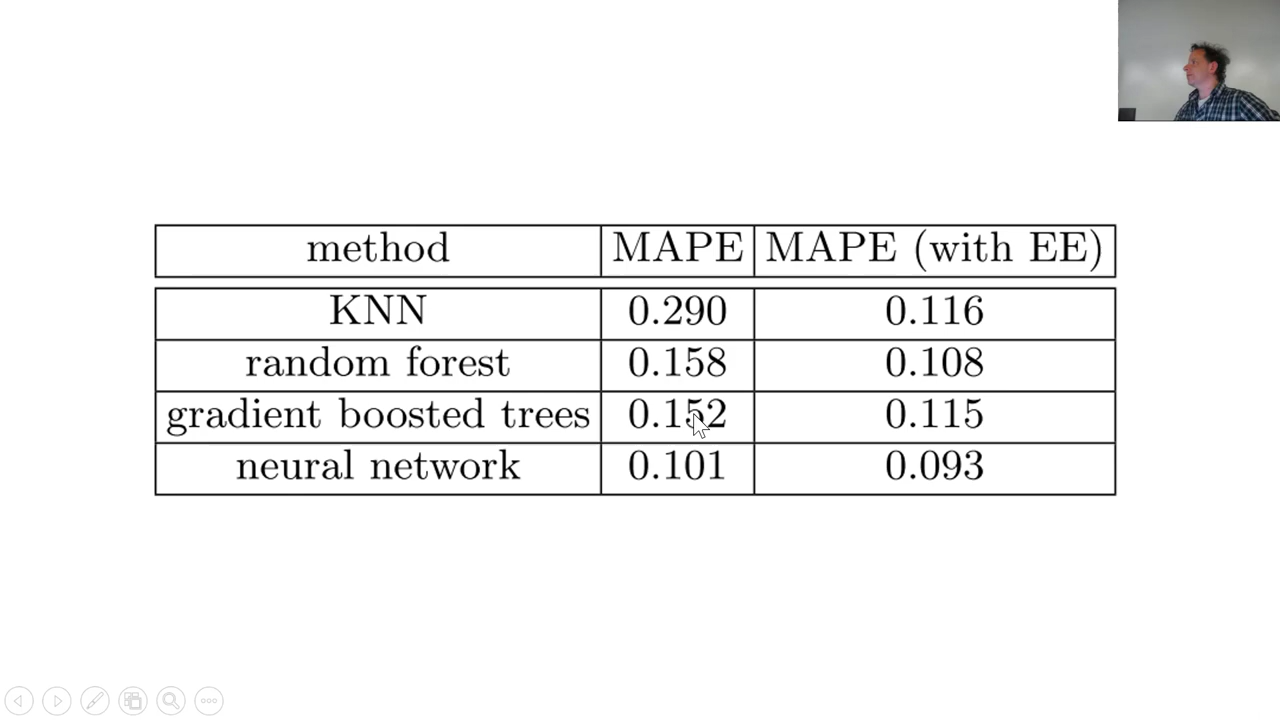 method MAPE MAPE (with EE)
KNN 0.290 0.116
random forest 0.158 0.108
gradient boosted trees 0.152 0.115
neural network 0.101 0.093